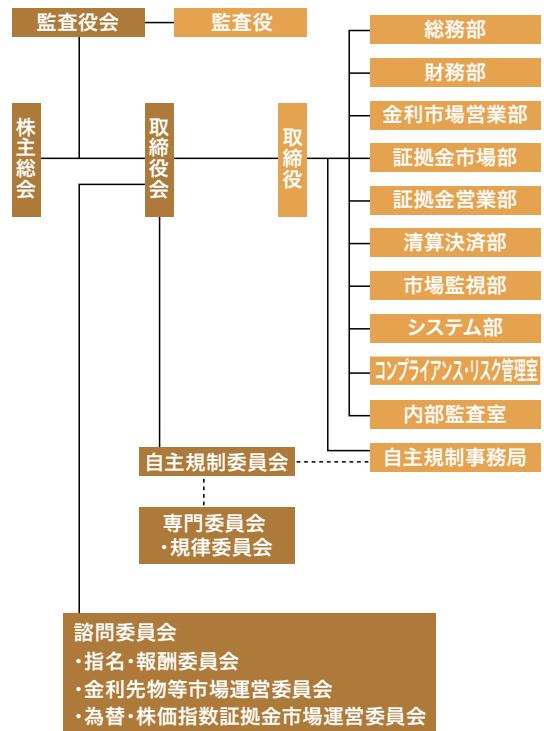 監査役会
監査役
株主総会
取締役会
取締役
総務部
財務部
金利市場営業部
証拠金市場部
証拠金営業部
清算決済部
市場監視部
システム部
コンプライアンス・リスク管理室
内部監査室
自主規制事務局
自主規制委員会
専門委員会
・規律委員会
諮問委員会
・指名・報酬委員会
・金利先物等市場運営委員会
・為替・株価指数証拠金市場運営委員会